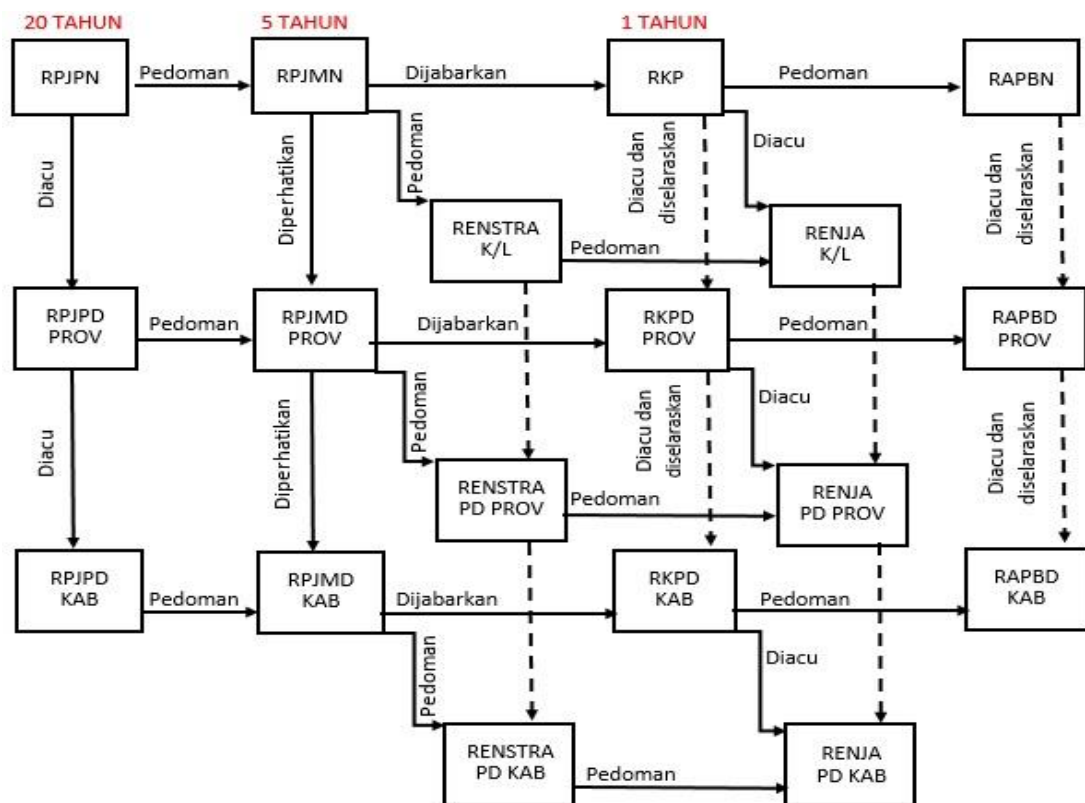 20 TAHUN
5 TAHUN
1 TAHUN
RPJPN
Pedoman
RPJMN
Dijabarkan
RKP
Pedoman
RAPBN
Diacu
Diperhatikan
Pedoman
Diacu dan
diselaraskan
Diacu
Diacu dan
diselaraskan
RENSTRA
K/L
Pedoman
RENJA
K/L
RPJPD
PROV
Pedoman
RPJMD
PROV
Dijabarkan
RKPD
PROV
Pedoman
RAPBD
PROV
Diacu
Diperhatikan
Pedoman
Diacu dan
diselaraskan
Diacu
Diacu dan
diselaraskan
RENSTRA
PD PROV
Pedoman
RENJA
PD PROV
RPJPD
KAB
Pedoman
RPJMD
KAB
Dijabarkan
RKPD
KAB
Pedoman
RAPBD
KAB
Pedoman
Diacu
RENSTRA
PD KAB
Pedoman
RENJA
PD KAB